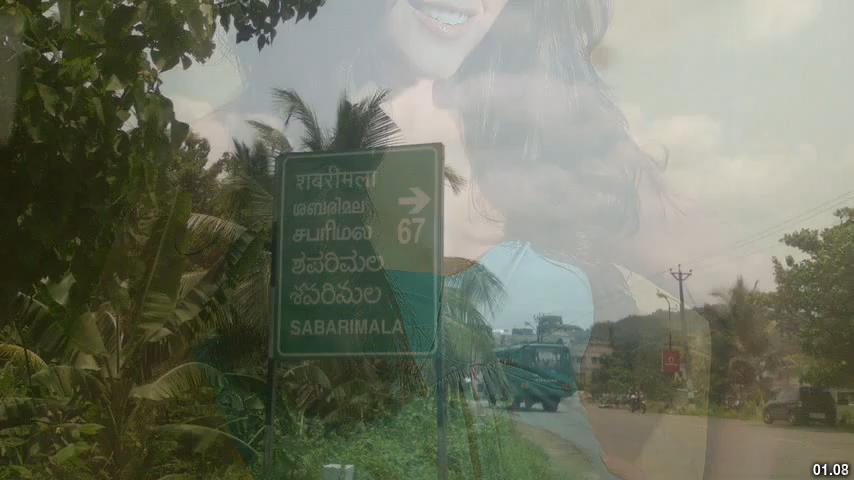 शबरीमला
ശബരിമല
சபரிமலை
ಶಬರಿಮಲ
శబరిమల
SABARIMALA
67
01.08